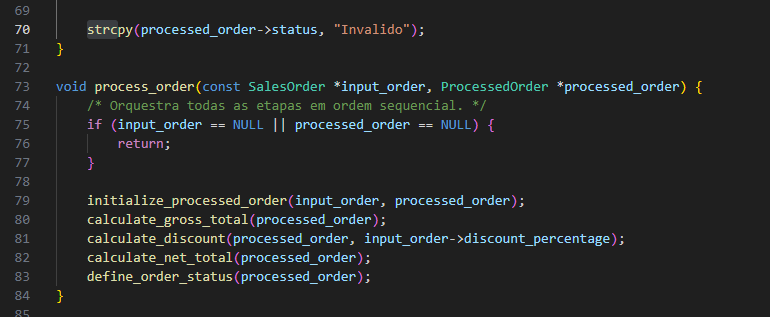 69
70 strcpy(processed_order->status, "Invalido");
71 }
72
73 void process_order(const SalesOrder *input_order, ProcessedOrder *processed_order) {
74 /* Orquestra todas as etapas em ordem sequencial. */
75 if (input_order == NULL || processed_order == NULL) {
76 return;
77 }
78
79 initialize_processed_order(input_order, processed_order);
80 calculate_gross_total(processed_order);
81 calculate_discount(processed_order, input_order->discount_percentage);
82 calculate_net_total(processed_order);
83 define_order_status(processed_order);
84 }
85